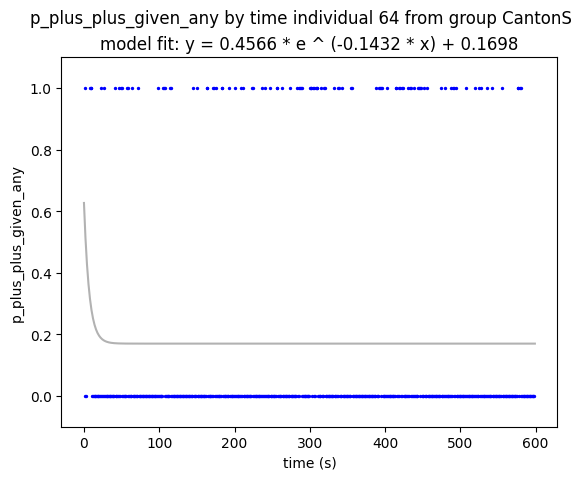 p_plus_plus_given_any by time individual 64 from group CantonS
model fit: y = 0.4566 * e ^ (-0.1432 * x) + 0.1698
1.0
0.8
0.6
0.4
0.2
0.0
p_plus_plus_given_any
0 100 200 300 400 500 600
time (s)